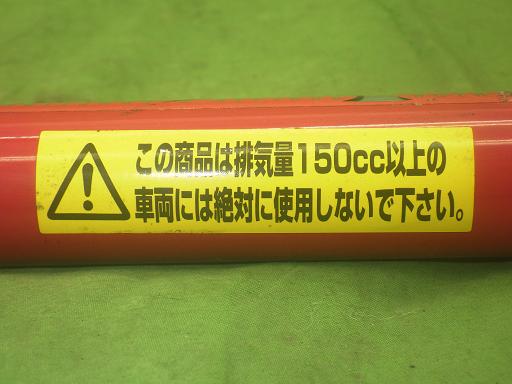 この商品は排気量150cc以上の
車両には絶対に使用しないで下さい。